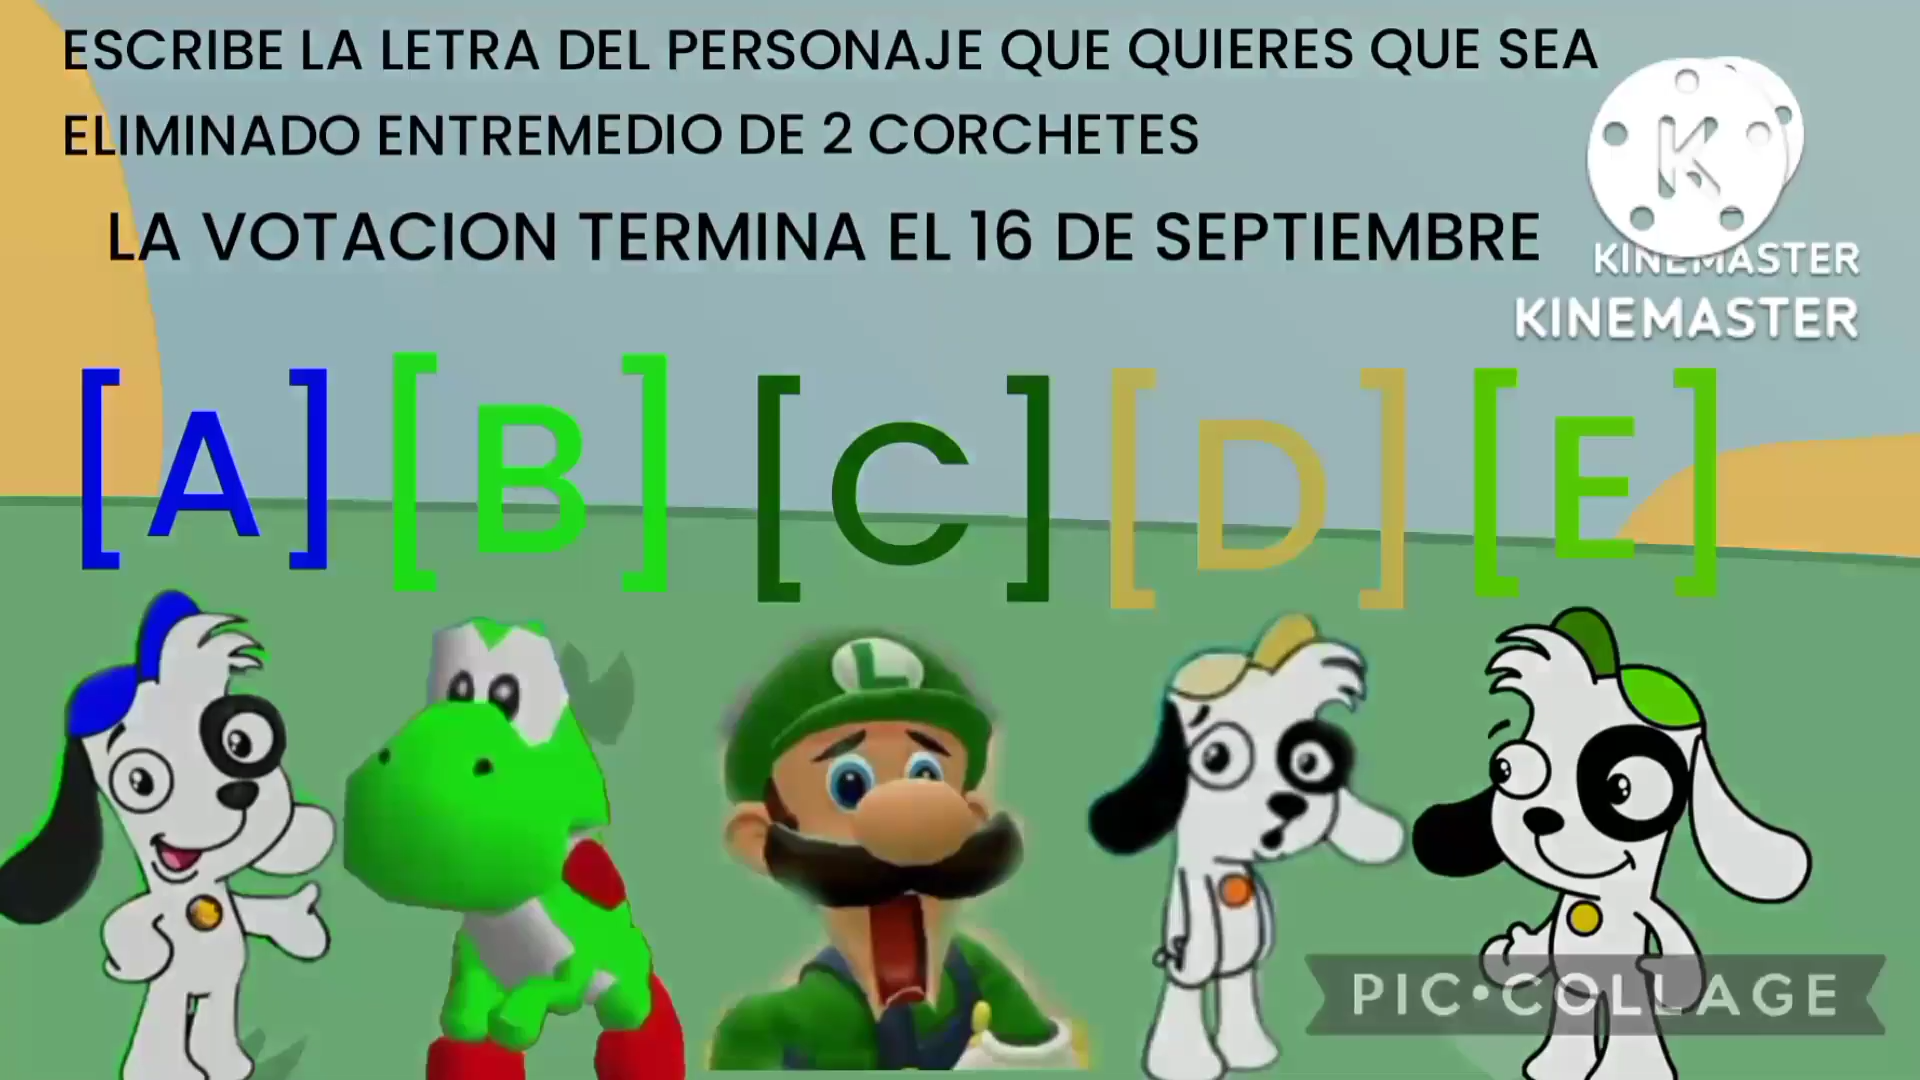 ESCRIBE LA LETRA DEL PERSONAJE QUE QUIERES QUE SEA
ELIMINADO ENTREMEDIO DE 2 CORCHETES
LA VOTACION TERMINA EL 16 DE SEPTIEMBRE
K
KINEMASTER
KINEMASTER
[A] [B] [C] [D] [E]
L
PIC•COLLAGE